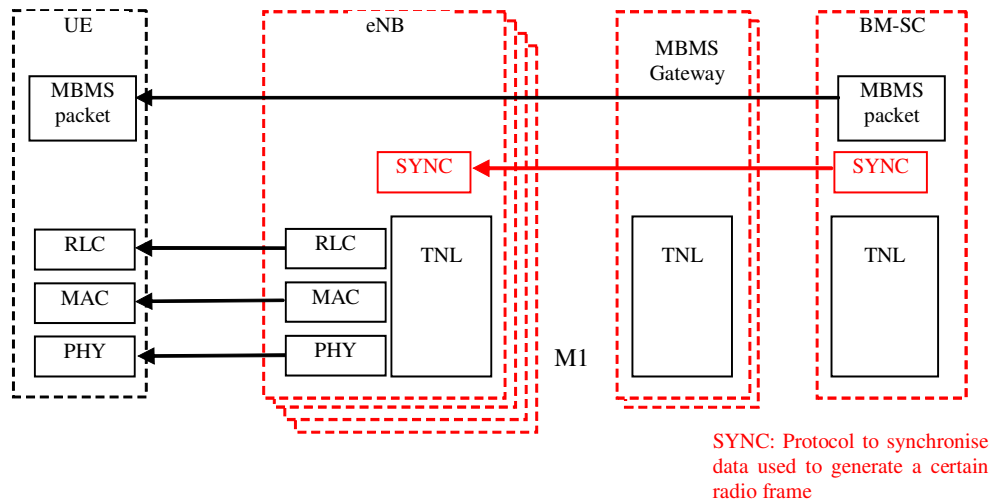 UE
eNB
MBMS
Gateway
BM-SC
MBMS
packet
MBMS
packet
SYNC
SYNC
RLC
RLC
TNL
TNL
TNL
MAC
MAC
PHY
PHY
M1
SYNC: Protocol to synchronise
data used to generate a certain
radio frame